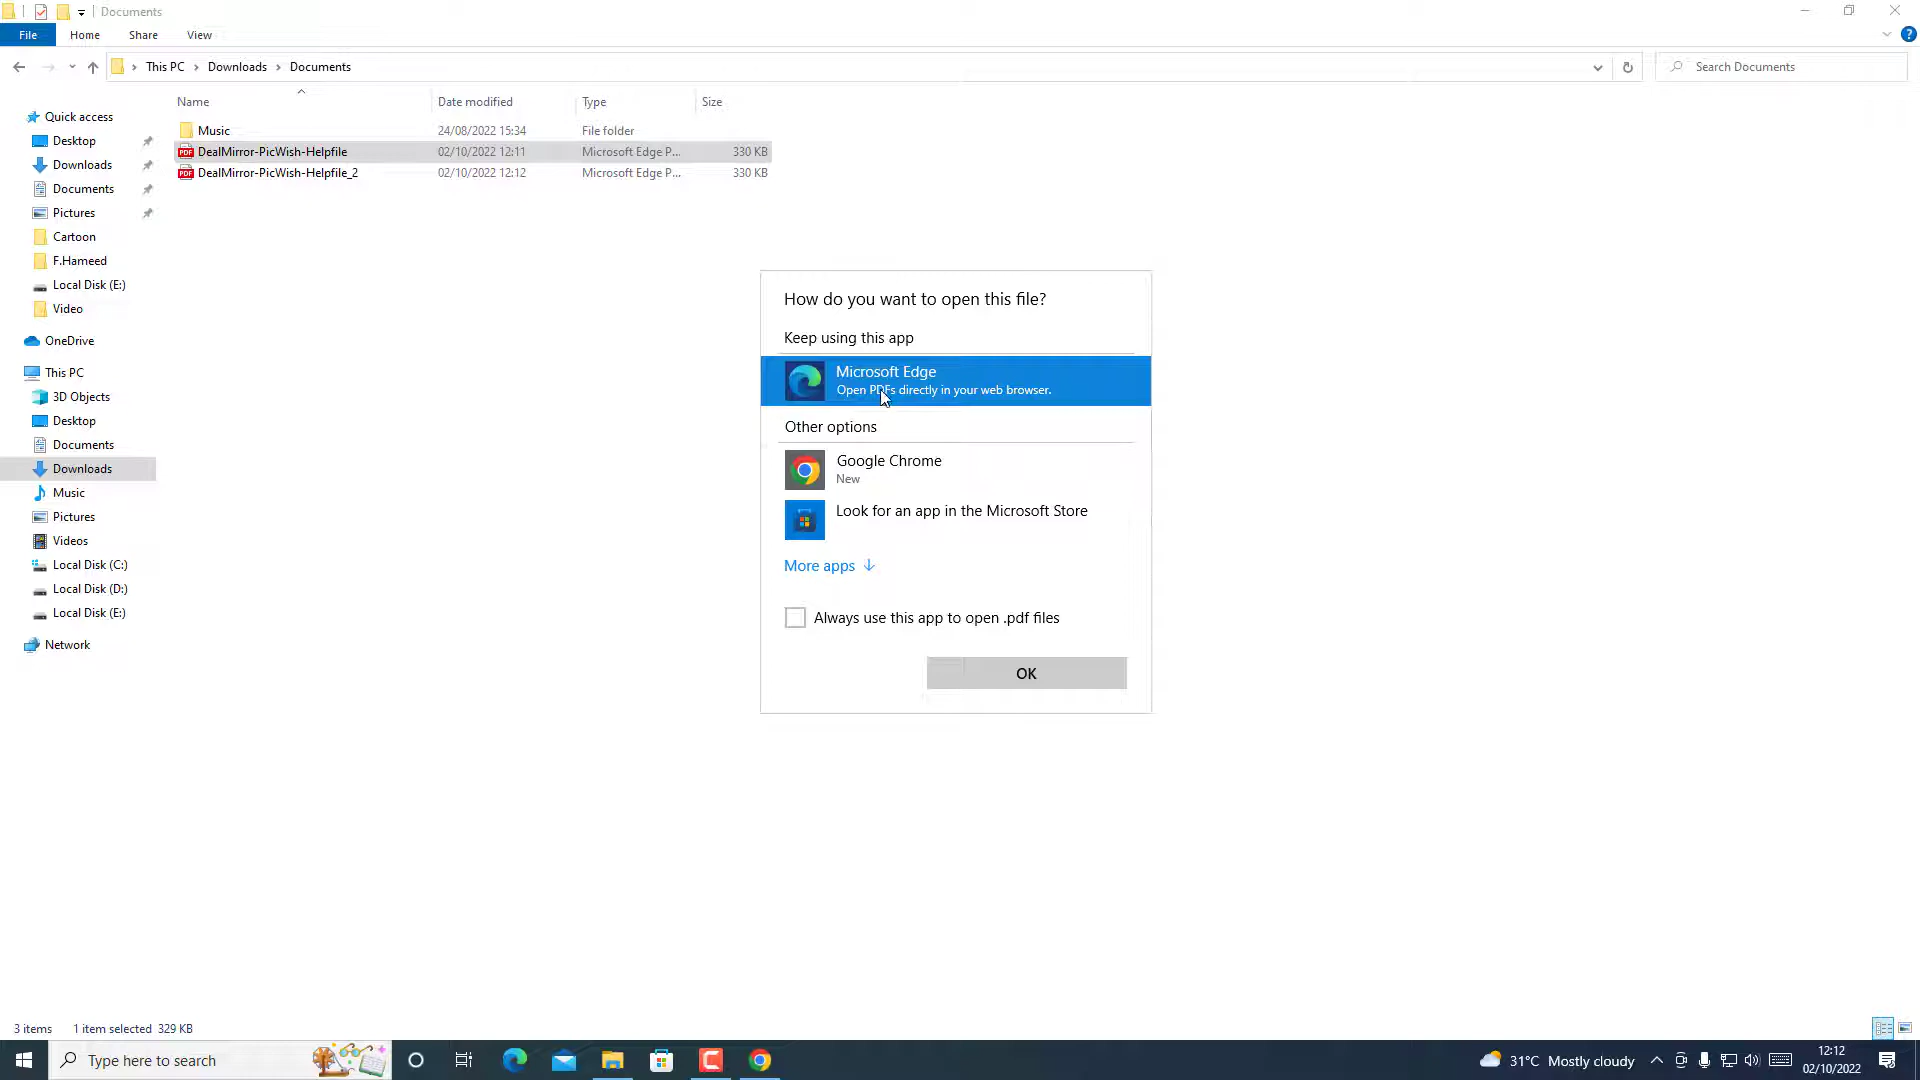 Documents
File Home Share View
This PC Downloads Documents
Search Documents
Name Date modified Type Size
Quick access
Desktop
Downloads
Documents
Pictures
Cartoon
F.Hameed
Local Disk (E:)
Video
OneDrive
This PC
3D Objects
Desktop
Documents
Downloads
Music
Pictures
Videos
Local Disk (C:)
Local Disk (D:)
Local Disk (E:)
Network
Music 24/08/2022 15:34 File folder
PDF DealMirror-PicWish-Helpfile 02/10/2022 12:11 Microsoft Edge P... 330 KB
PDF DealMirror-PicWish-Helpfile_2 02/10/2022 12:12 Microsoft Edge P... 330 KB
How do you want to open this file?
Keep using this app
Microsoft Edge
Open PDFs directly in your web browser.
Other options
Google Chrome
New
Look for an app in the Microsoft Store
More apps
Always use this app to open .pdf files
OK
3 items 1 item selected 329 KB
Type here to search
31°C Mostly cloudy
12:12
02/10/2022